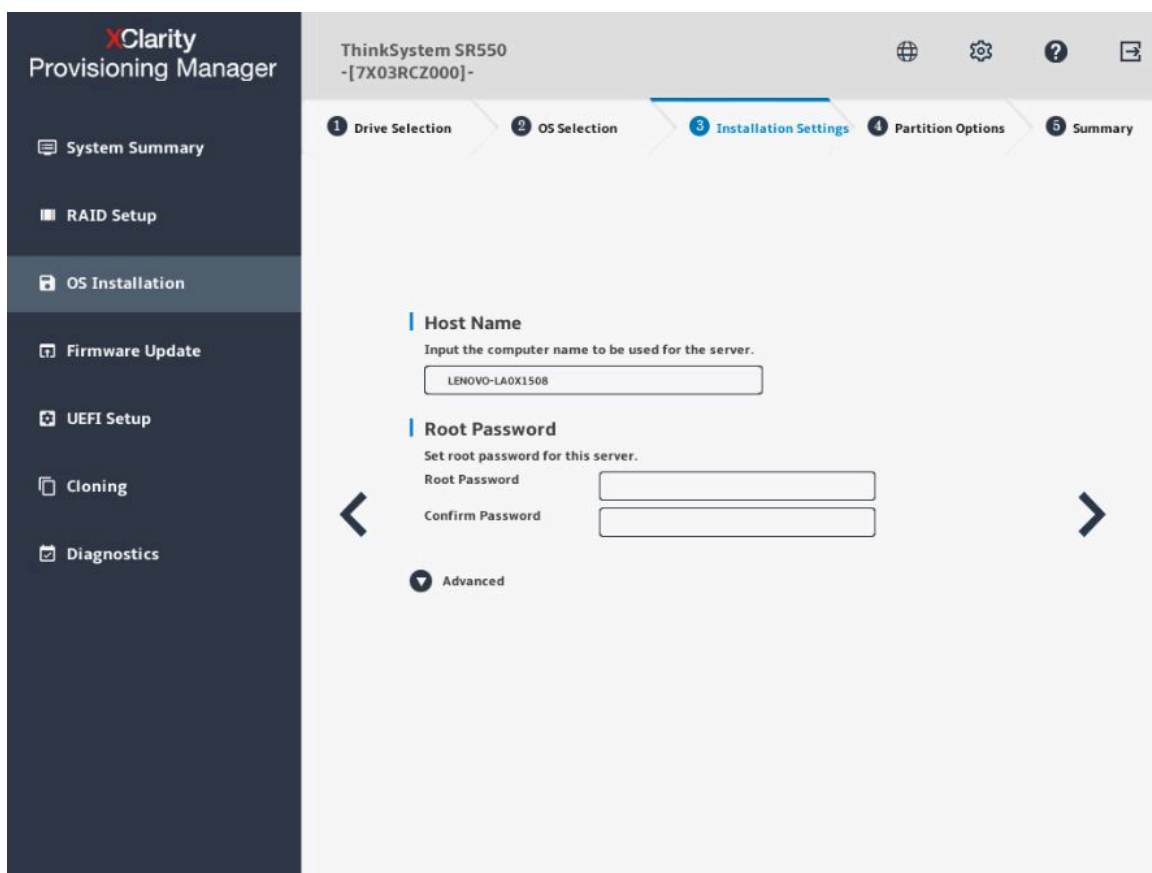 XClarity
Provisioning Manager
System Summary
RAID Setup
OS Installation
Firmware Update
UEFI Setup
Cloning
Diagnostics
ThinkSystem SR550
-[7X03RCZ000]-
1 Drive Selection
2 OS Selection
3 Installation Settings
4 Partition Options
5 Summary
Host Name
Input the computer name to be used for the server.
LENOVO-LA0X1508
Root Password
Set root password for this server.
Root Password
Confirm Password
Advanced